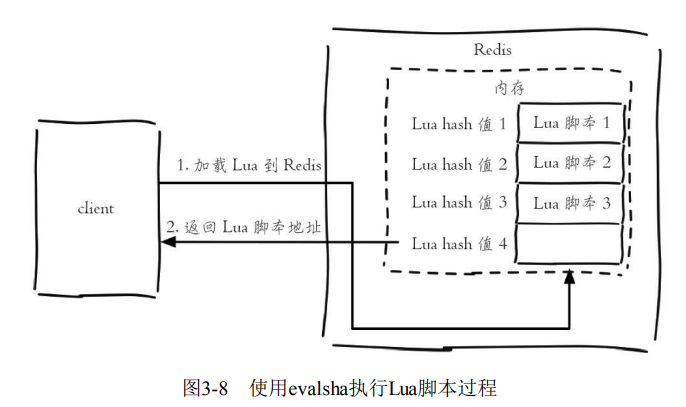 Redis
内存
Lua hash 值 1
Lua 脚本 1
1. 加载 Lua 到 Redis
Lua hash 值 2
Lua 脚本 2
client
Lua hash 值 3
Lua 脚本 3
2. 返回 Lua 脚本地址
Lua hash 值 4
图3-8 使用evalsha执行Lua脚本过程